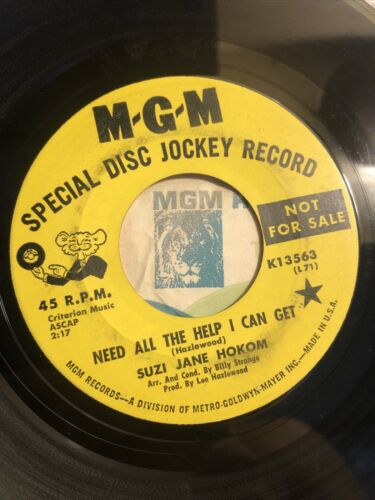 M-G-M
SPECIAL DISC JOCKEY RECORD
MGM
NOT
FOR SALE
45 R.P.M.
Criterion Music
ASCAP
2:17
K13563
(L71)
NEED ALL THE HELP I CAN GET
(Hazlewood)
SUZI JANE HOKOM
Arr. And Cond. By Billy Strange
Prod. By Lee Hazlewood
MGM RECORDS—A DIVISION OF METRO-GOLDWYN-MAYER INC.—MADE IN U.S.A.